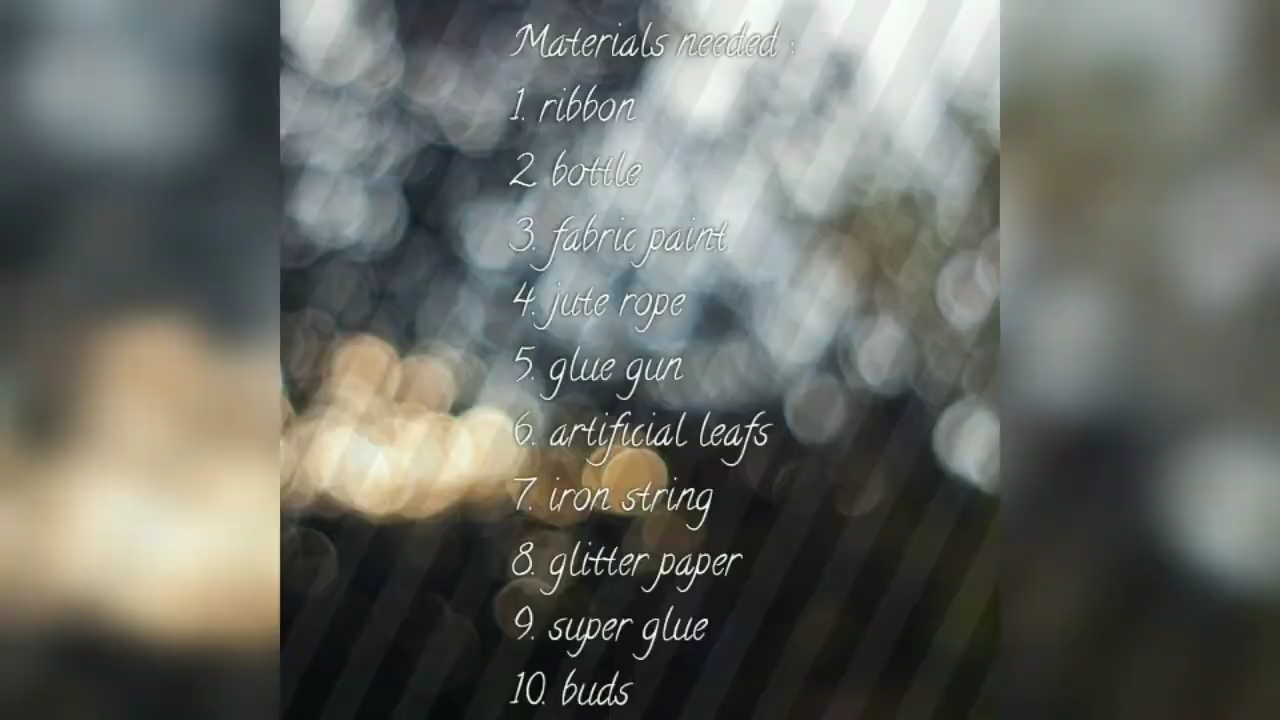 Materials needed :
1. ribbon
2. bottle
3. fabric paint
4. jute rope
5. glue gun
6. artificial leafs
7. iron string
8. glitter paper
9. super glue
10. buds